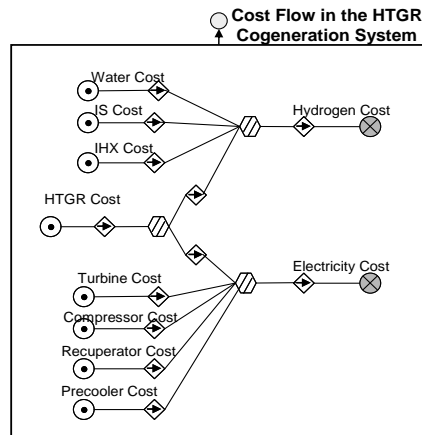 Cost Flow in the HTGR
Cogeneration System
Water Cost
IS Cost
Hydrogen Cost
IHX Cost
HTGR Cost
Electricity Cost
Turbine Cost
Compressor Cost
Recuperator Cost
Precooler Cost